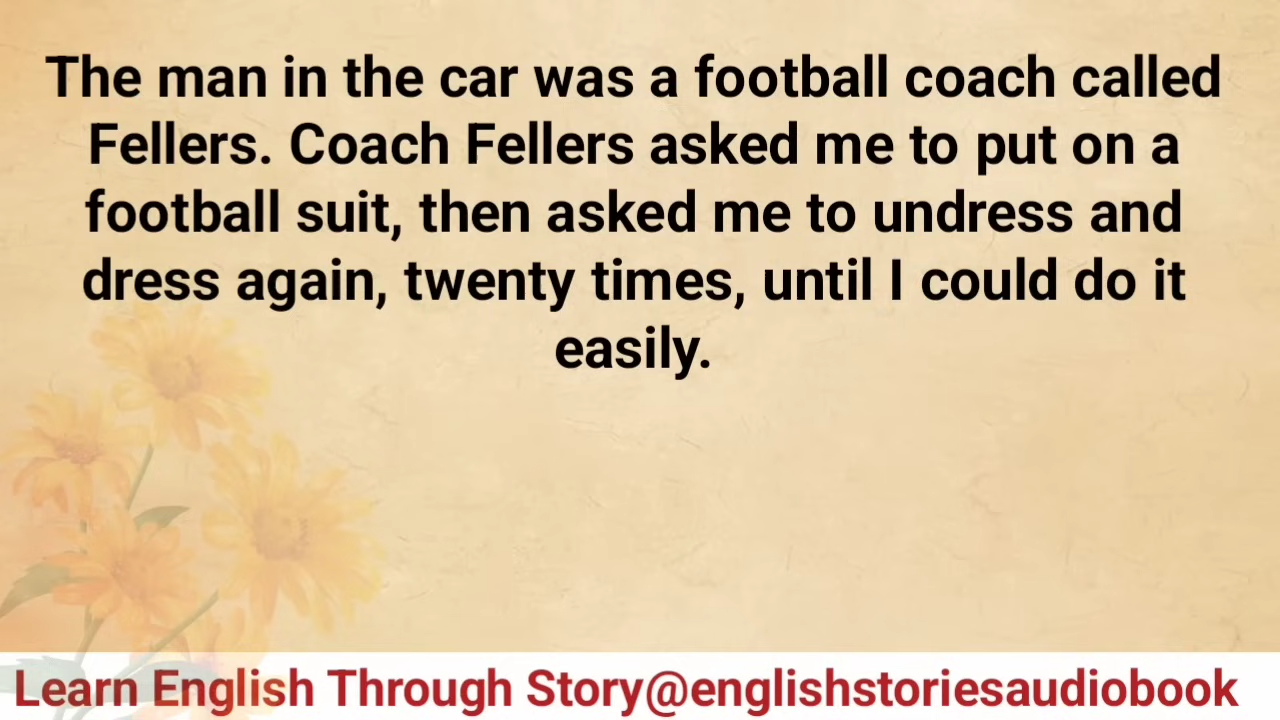 The man in the car was a football coach called
Fellers. Coach Fellers asked me to put on a
football suit, then asked me to undress and
dress again, twenty times, until I could do it
easily.
Learn English Through Story@englishstoriesaudiobook